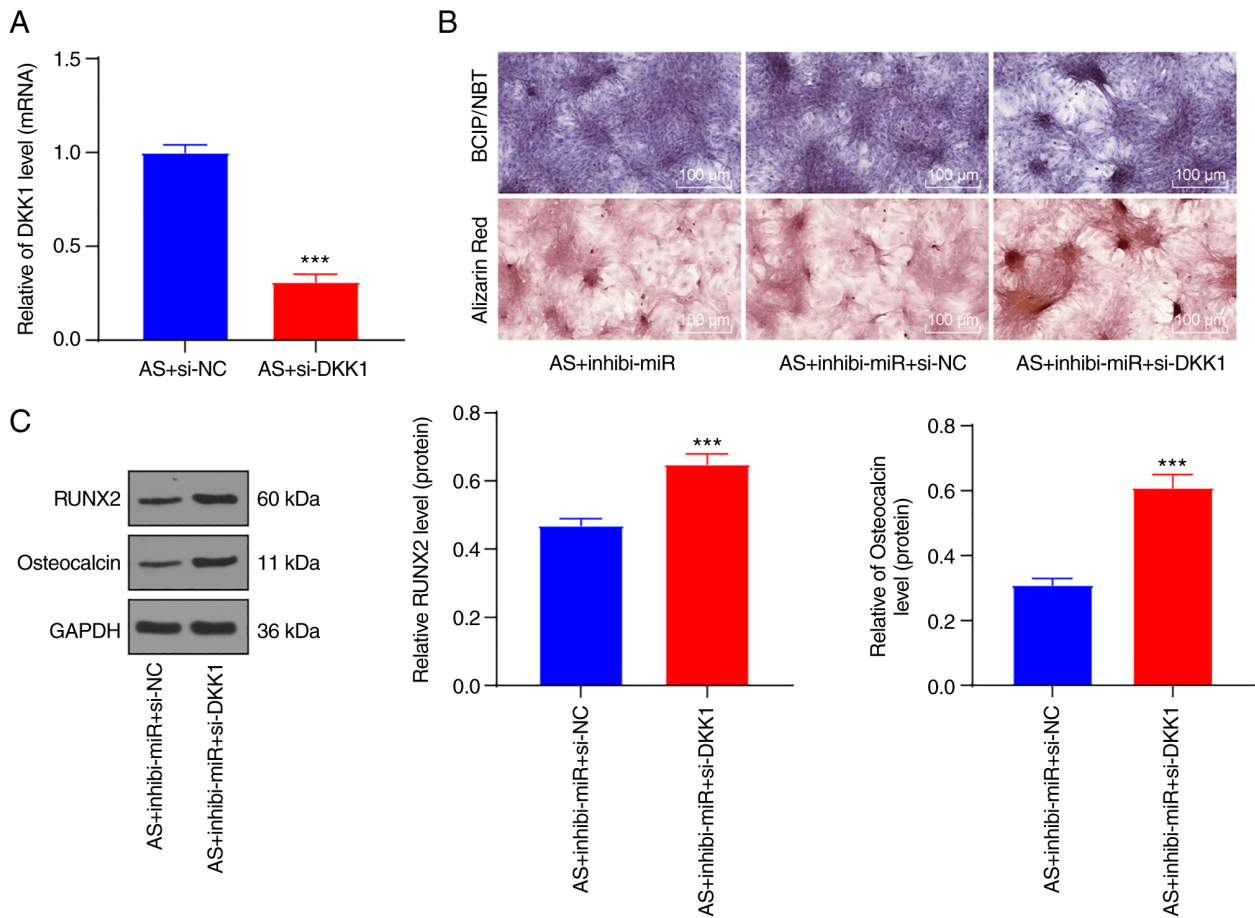 A
Relative of DKK1 level (mRNA)
1.5
1.0
0.5
0.0
***
AS+si-NC
AS+si-DKK1
B
BCIP/NBT
100 µm
100 µm
100 µm
Alizarin Red
100 µm
100 µm
100 µm
AS+inhibi-miR
AS+inhibi-miR+si-NC
AS+inhibi-miR+si-DKK1
C
RUNX2
60 kDa
Osteocalcin
11 kDa
GAPDH
36 kDa
AS+inhibi-miR+si-NC
AS+inhibi-miR+si-DKK1
Relative RUNX2 level (protein)
0.8
0.6
0.4
0.2
0.0
***
AS+inhibi-miR+si-NC
AS+inhibi-miR+si-DKK1
Relative of Osteocalcin
level (protein)
0.8
0.6
0.4
0.2
0.0
***
AS+inhibi-miR+si-NC
AS+inhibi-miR+si-DKK1